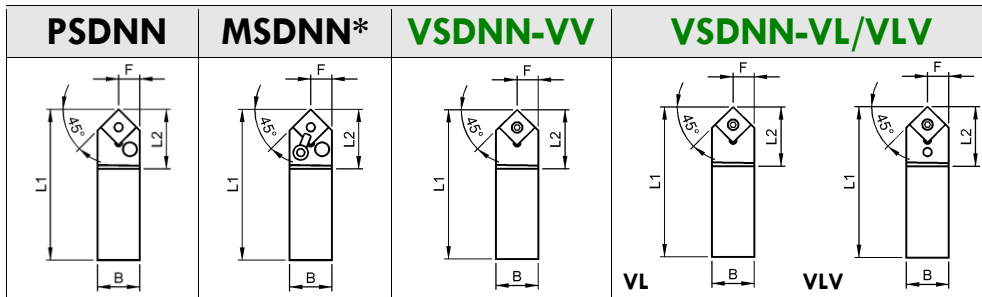 PSDNN
MSDNN*
VSDNN-VV
VSDNN-VL/VLV
F
45°
L2
L1
B
F
45°
L2
L1
B
F
45°
L2
L1
B
F
45°
L2
L1
B
VL
F
45°
L2
L1
B
VLV